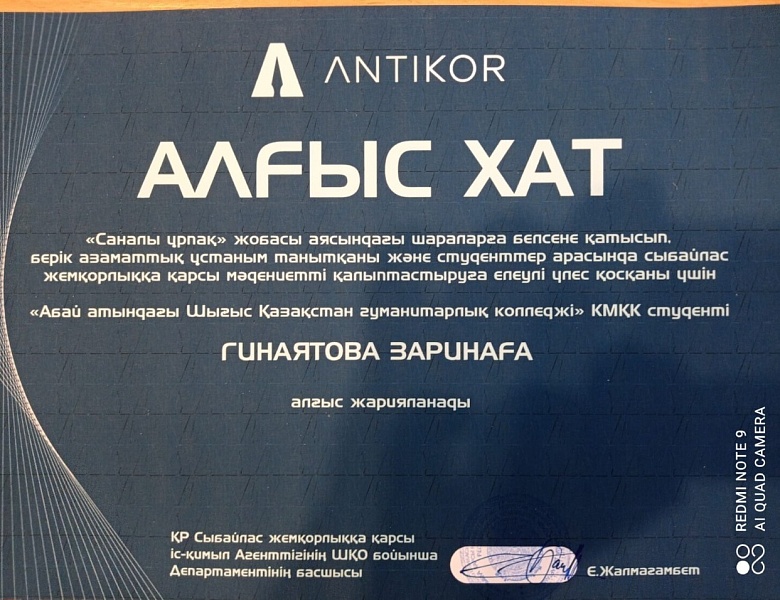 ANTIKOR
АЛҒЫС ХАТ
«Саналы ұрпақ» жобасы аясындағы шараларға белсене қатысып,
берік азаматтық ұстаным танытқаны және студенттер арасында сыбайлас
жемқорлыққа қарсы мәдениетті қалыптастыруға елеулі үлес қосқаны үшін
«Абай атындағы Шығыс Қазақстан гуманитарлық колледжі» КМҚК студенті
ГИНАЯТОВА ЗАРИНАҒА
алғыс жарияланады
ҚР Сыбайлас жемқорлыққа қарсы
іс-қимыл Агенттігінің ШҚО бойынша
Департаментінің басшысы
Е.Жалмагамбет
REDMI NOTE 9
AI QUAD CAMERA